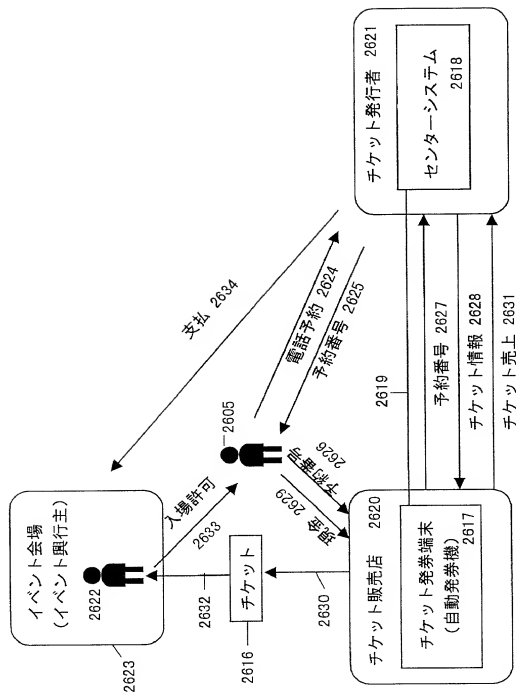 イベント会場
(イベント興行主)
2622
2623
支払 2634
入場許可
2633
2605
電話予約 2624
予約番号 2625
2632
チケット
2616
2630
予約番号
2626
現金 2629
チケット発行者 2621
センターシステム
2618
2619
予約番号 2627
チケット情報 2628
チケット売上 2631
チケット販売店 2620
チケット発券端末
(自動発券機)
2617